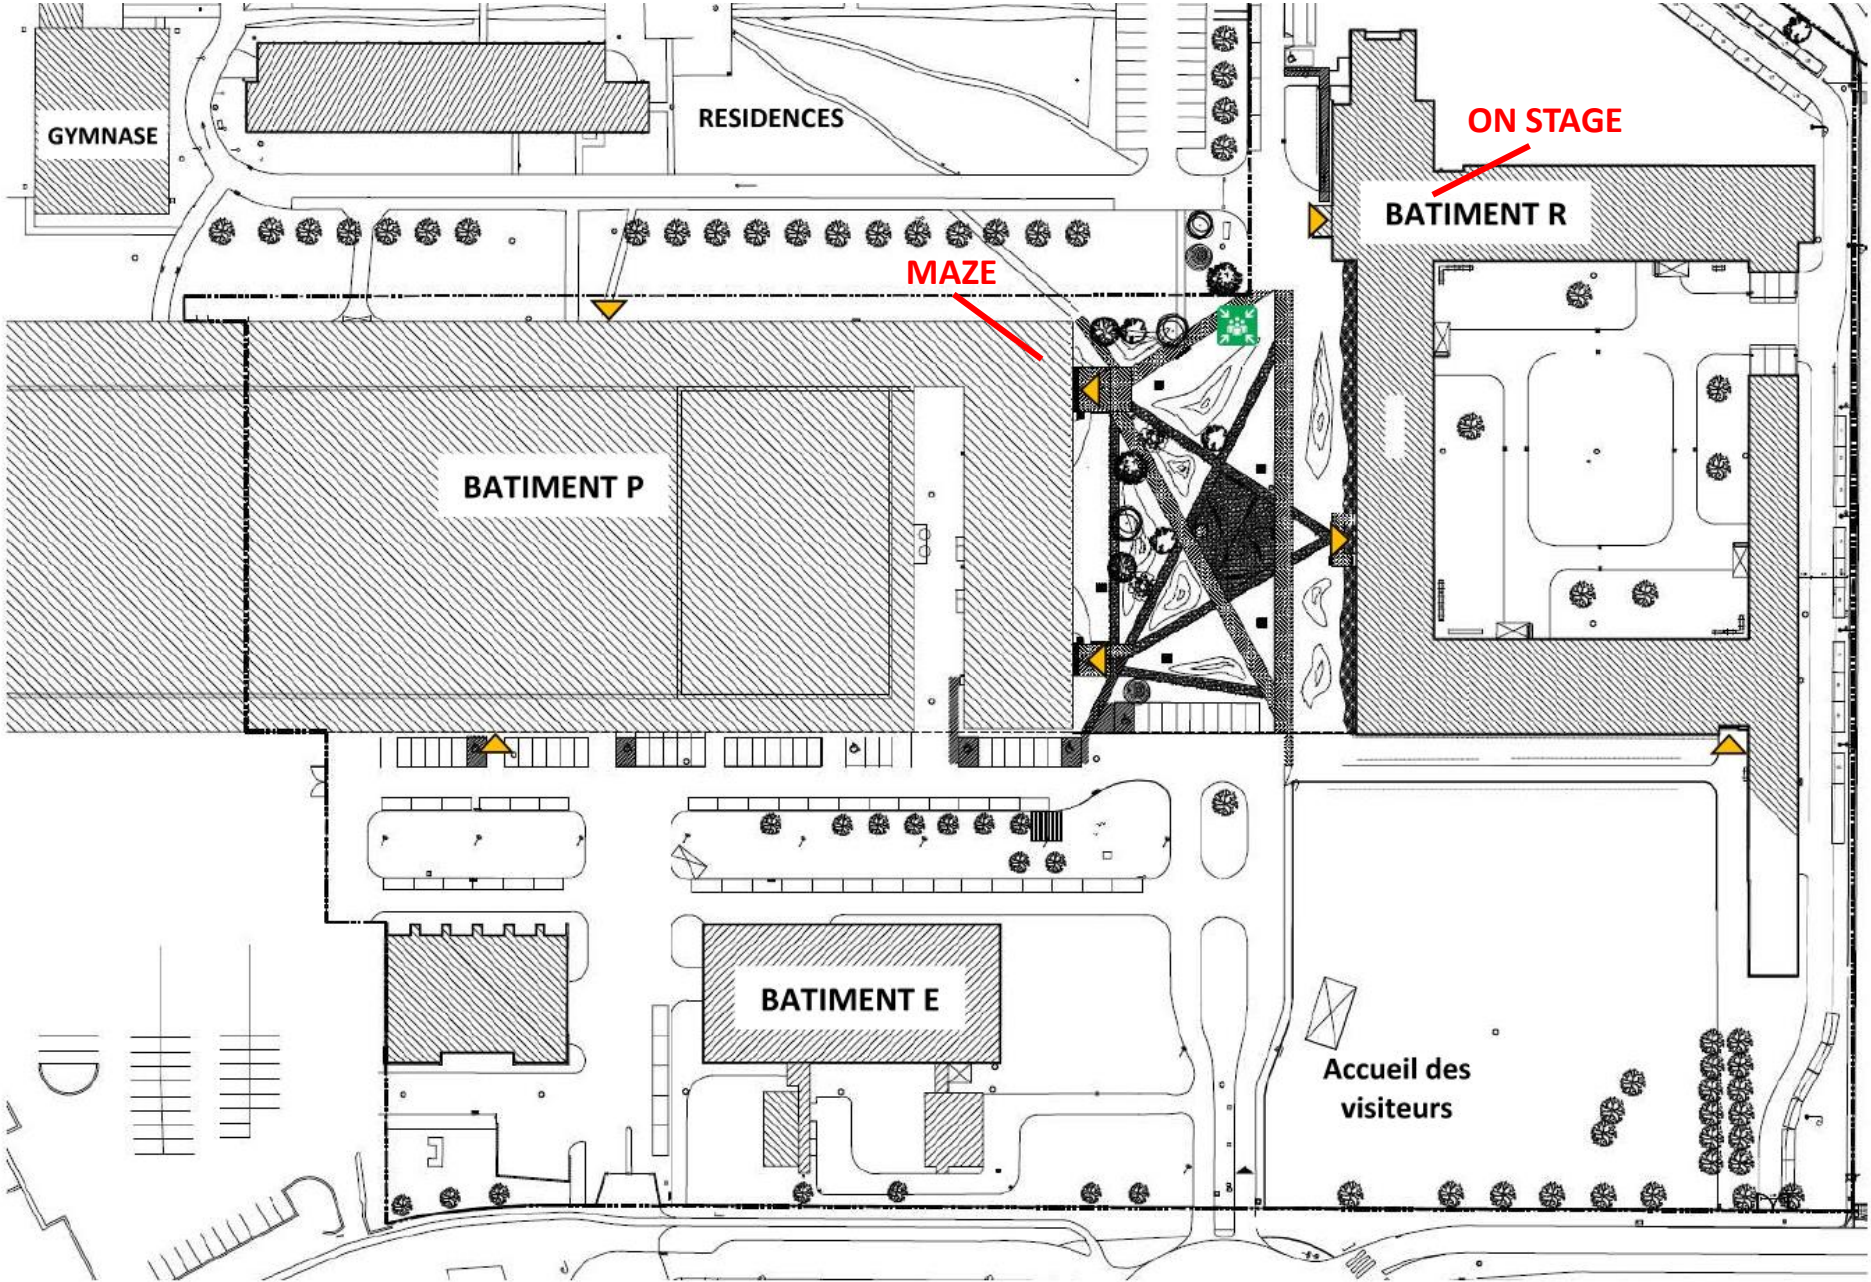 ON STAGE
RESIDENCES
GYMNASE
BATIMENT R
MAZE
BATIMENT P
BATIMENT E
Accueil des
visiteurs